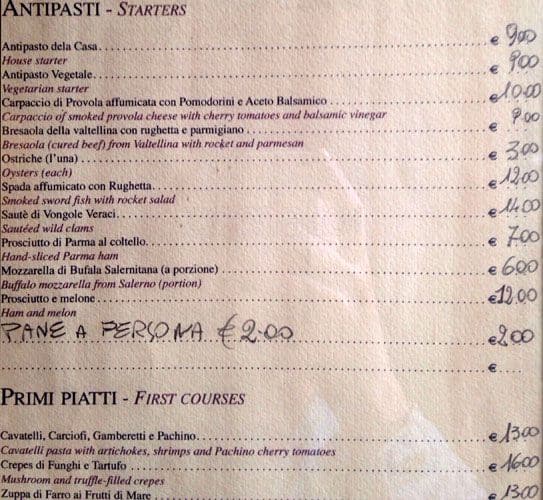 ANTIPASTI - STARTERS
Antipasto dela Casa € 9.00
House starter
Antipasto Vegetale € 9.00
Vegetarian starter
Carpaccio di Provola affumicata con Pomodorini e Aceto Balsamico € 10.00
Carpaccio of smoked provola cheese with cherry tomatoes and balsamic vinegar
Bresaola della valtellina con rughetta e parmigiano € 9.00
Bresaola (cured beef) from Valtellina with rocket and parmesan
Ostriche (l'una) € 3.00
Oysters (each)
Spada affumicato con Rughetta € 12.00
Smoked sword fish with rocket salad
Sautè di Vongole Veraci € 14.00
Sautéed wild clams
Prosciutto di Parma al coltello € 7.00
Hand-sliced Parma ham
Mozzarella di Bufala Salernitana (a porzione) € 6.00
Buffalo mozzarella from Salerno (portion)
Prosciutto e melone € 12.00
Ham and melon
PANE A PERSONA € 2.00 € 2.00
€
PRIMI PIATTI - FIRST COURSES
Cavatelli, Carciofi, Gamberetti e Pachino € 13.00
Cavatelli pasta with artichokes, shrimps and Pachino cherry tomatoes
Crepes di Funghi e Tartufo € 16.00
Mushroom and truffle-filled crepes
Zuppa di Farro ai Frutti di Mare € 13.00